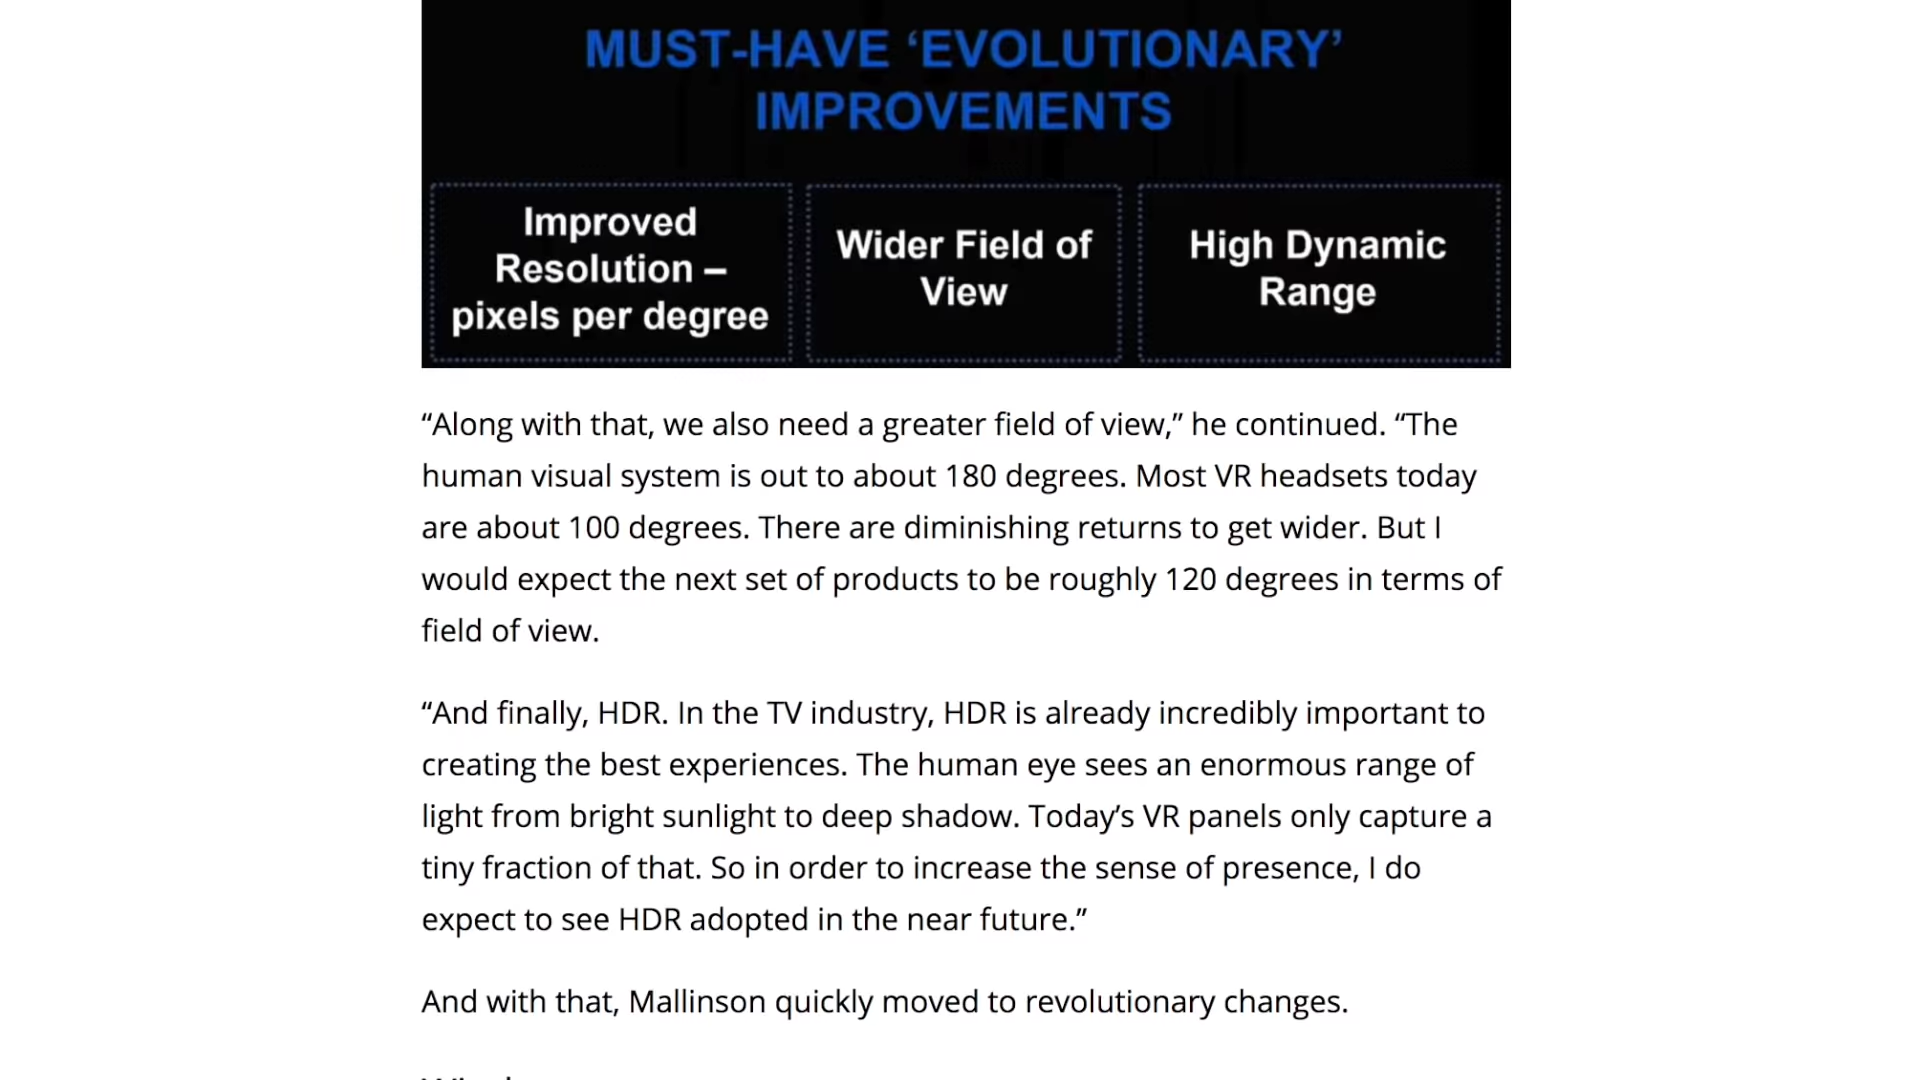 MUST-HAVE ‘EVOLUTIONARY’
IMPROVEMENTS
Improved
Resolution –
pixels per degree
Wider Field of
View
High Dynamic
Range
“Along with that, we also need a greater field of view,” he continued. “The
human visual system is out to about 180 degrees. Most VR headsets today
are about 100 degrees. There are diminishing returns to get wider. But I
would expect the next set of products to be roughly 120 degrees in terms of
field of view.
“And finally, HDR. In the TV industry, HDR is already incredibly important to
creating the best experiences. The human eye sees an enormous range of
light from bright sunlight to deep shadow. Today’s VR panels only capture a
tiny fraction of that. So in order to increase the sense of presence, I do
expect to see HDR adopted in the near future.”
And with that, Mallinson quickly moved to revolutionary changes.